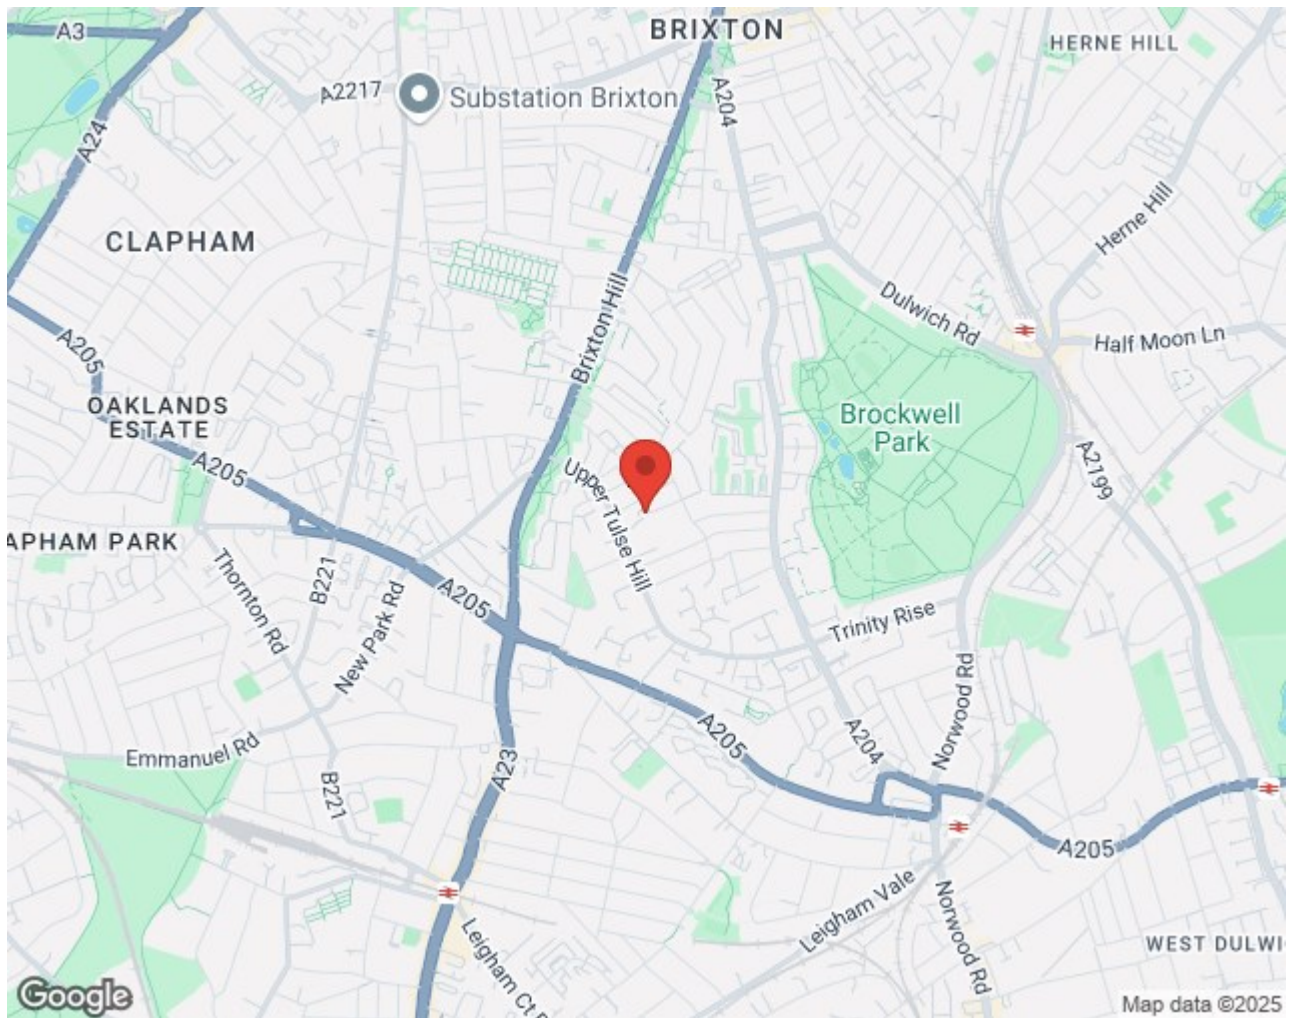 BRIXTON
A3
HERNE HILL
A2217
Substation Brixton
A204
A24
Herne Hill
CLAPHAM
Brixton Hill
Dulwich Rd
Half Moon Ln
A205
OAKLANDS
ESTATE
Brockwell
Park
A205
A2199
Upper Tulse Hill
APHAM PARK
Thornton Rd
B221
New Park Rd
A205
Trinity Rise
Norwood Rd
A205
A204
Emmanuel Rd
A23
B221
A205
Leigham Vale
Norwood Rd
Leigham Ct
WEST DULWI
Google
Map data ©2025